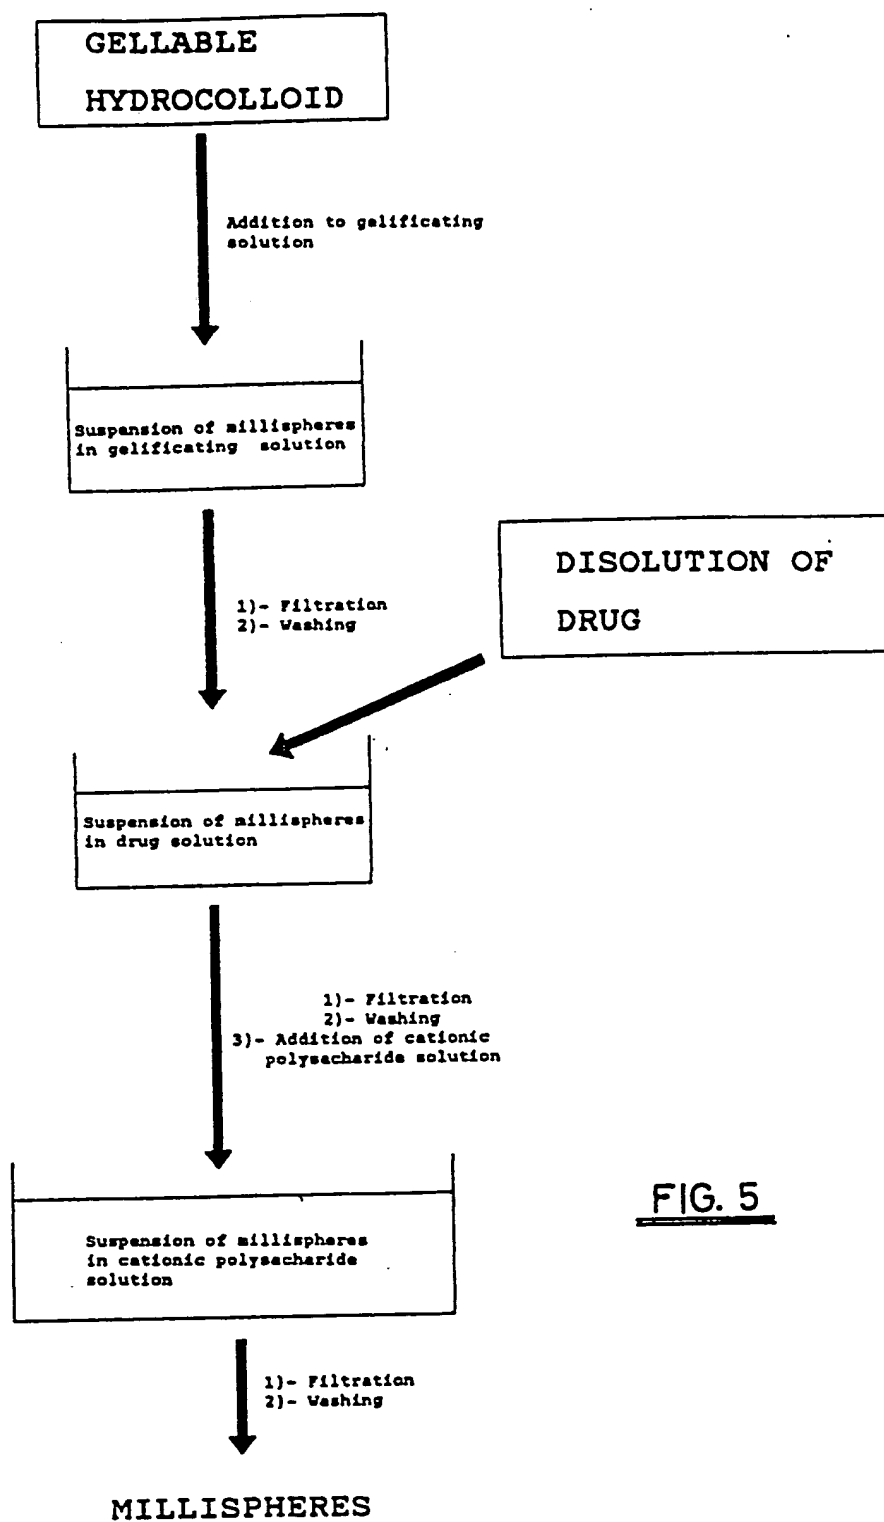 GELLABLE
HYDROCOLLOID
Addition to gelificating
solution
Suspension of millispheres
in gelificating solution
1)- Filtration
2)- Washing
DISOLUTION OF
DRUG
Suspension of millispheres
in drug solution
1)- Filtration
2)- Washing
3)- Addition of cationic
polysacharide solution
Suspension of millispheres
in cationic polysacharide
solution
FIG. 5
1)- Filtration
2)- Washing
MILLISPHERES